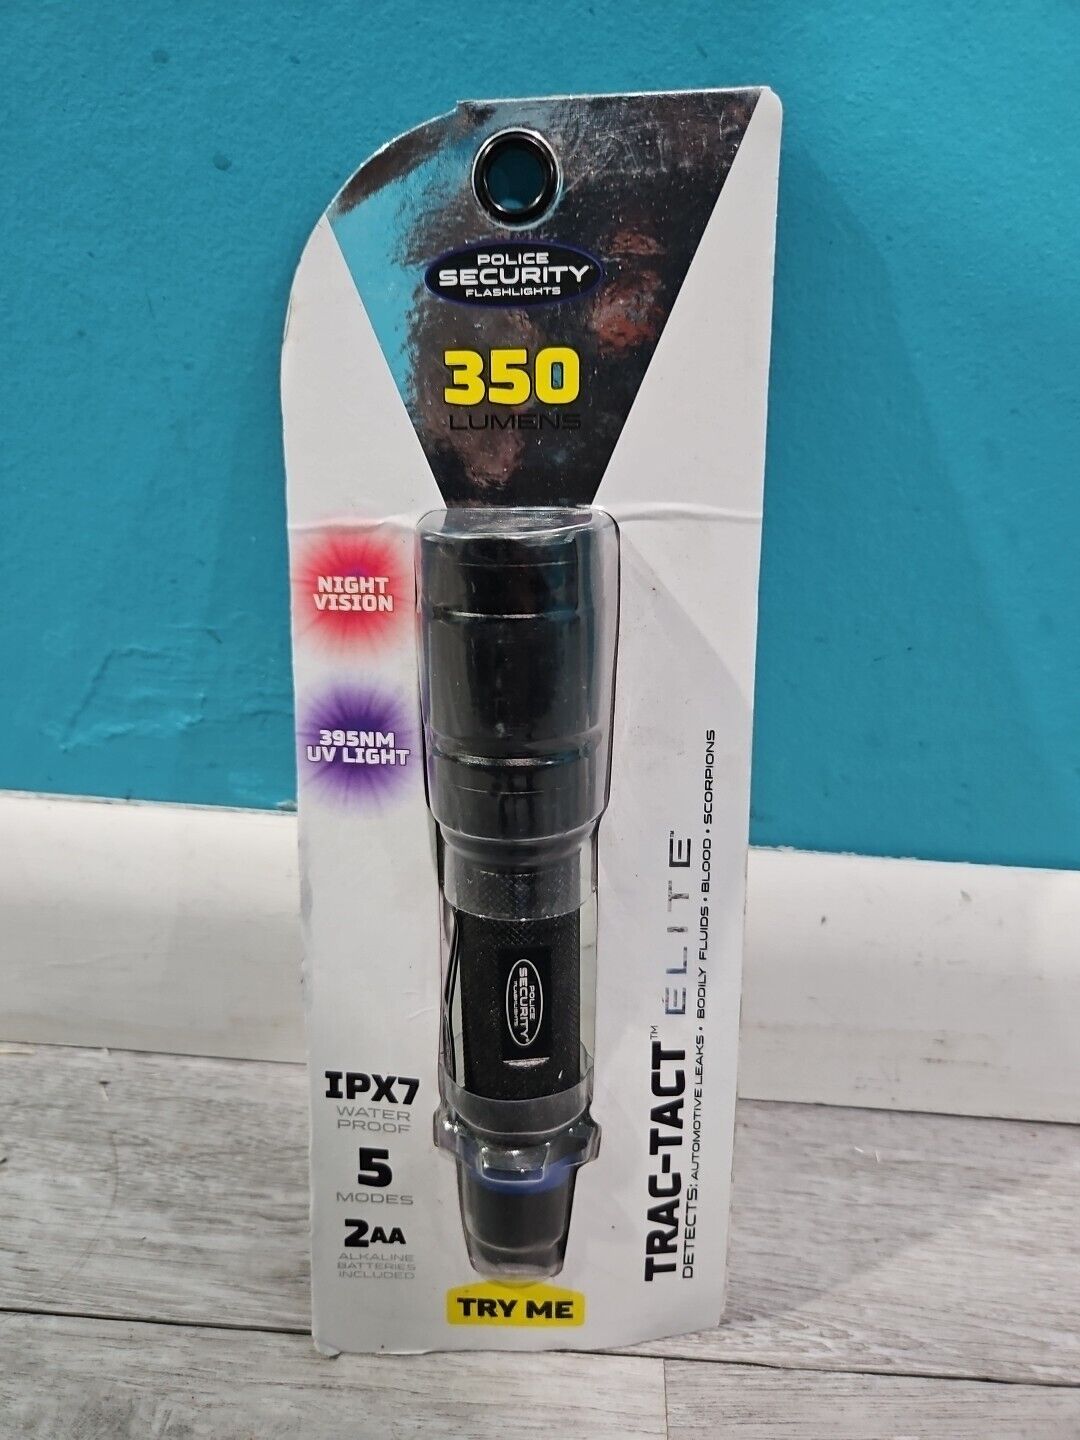 POLICE
SECURITY
FLASHLIGHTS
350
LUMENS
NIGHT
VISION
395NM
UV LIGHT
POLICE
SECURITY
FLASHLIGHTS
IPX7
WATER
PROOF
5
MODES
2AA
ALKALINE
BATTERIES
INCLUDED
TRAC-TACT™ ELITE™
DETECTS: AUTOMOTIVE LEAKS • BODILY FLUIDS • BLOOD • SCORPIONS
TRY ME